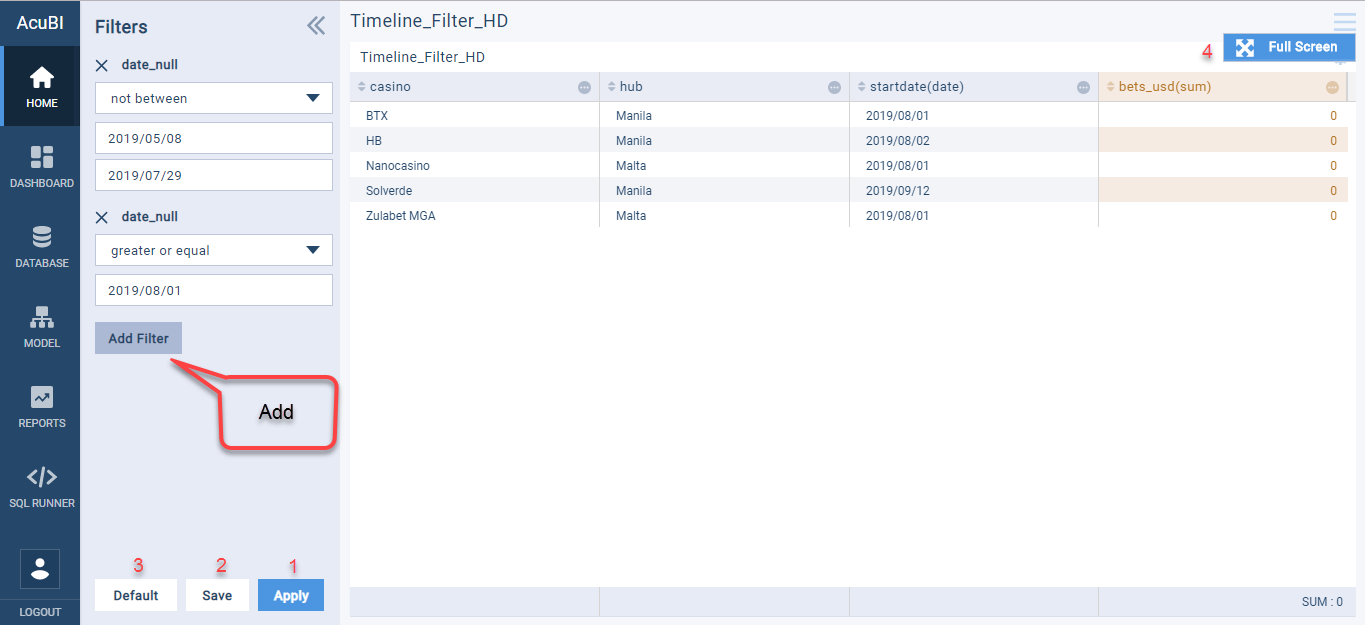 AcuBI
HOME
DASHBOARD
DATABASE
MODEL
REPORTS
SQL RUNNER
LOGOUT
Filters
date_null
not between
2019/05/08
2019/07/29
date_null
greater or equal
2019/08/01
Add Filter
Add
3 2 1
Default Save Apply
Timeline_Filter_HD
Timeline_Filter_HD
4 Full Screen
casino hub startdate(date) bets_usd(sum)
BTX Manila 2019/08/01 0
HB Manila 2019/08/02 0
Nanocasino Malta 2019/08/01 0
Solverde Manila 2019/09/12 0
Zulabet MGA Malta 2019/08/01 0
SUM : 0